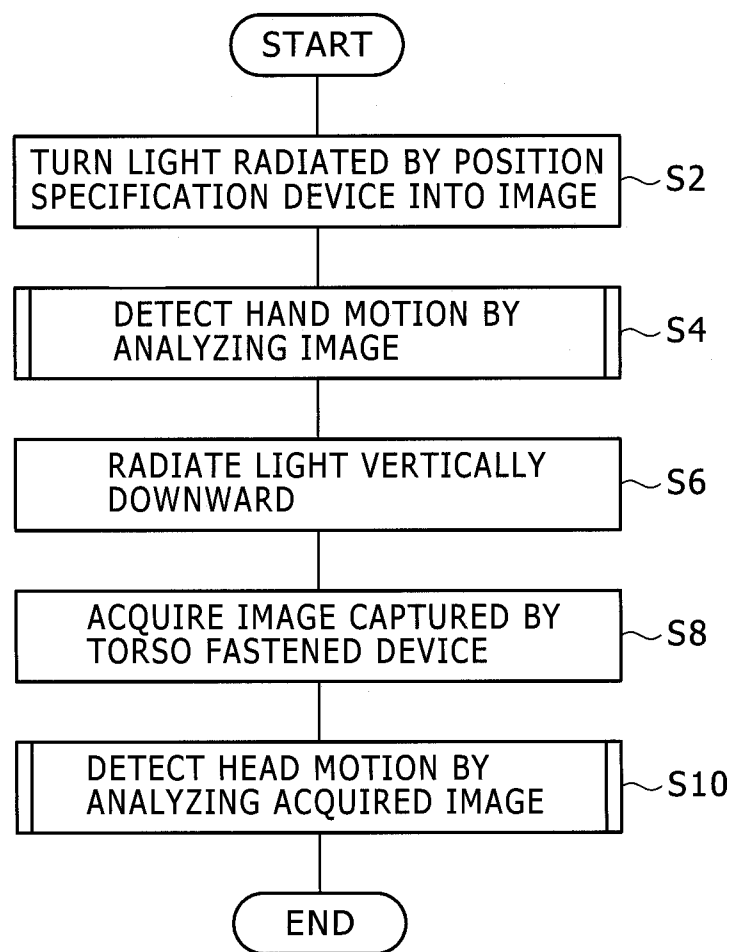 START
TURN LIGHT RADIATED BY POSITION
SPECIFICATION DEVICE INTO IMAGE
S2
DETECT HAND MOTION BY
ANALYZING IMAGE
S4
RADIATE LIGHT VERTICALLY
DOWNWARD
S6
ACQUIRE IMAGE CAPTURED BY
TORSO FASTENED DEVICE
S8
DETECT HEAD MOTION BY
ANALYZING ACQUIRED IMAGE
S10
END